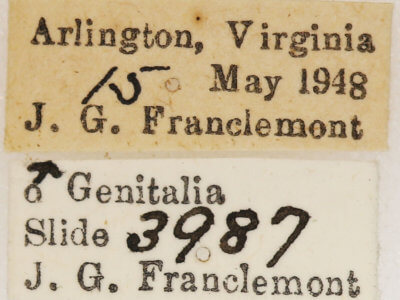 Arlington, Virginia
15 May 1948
J. G. Franclemont
♂ Genitalia
Slide 3987
J. G. Franclemont